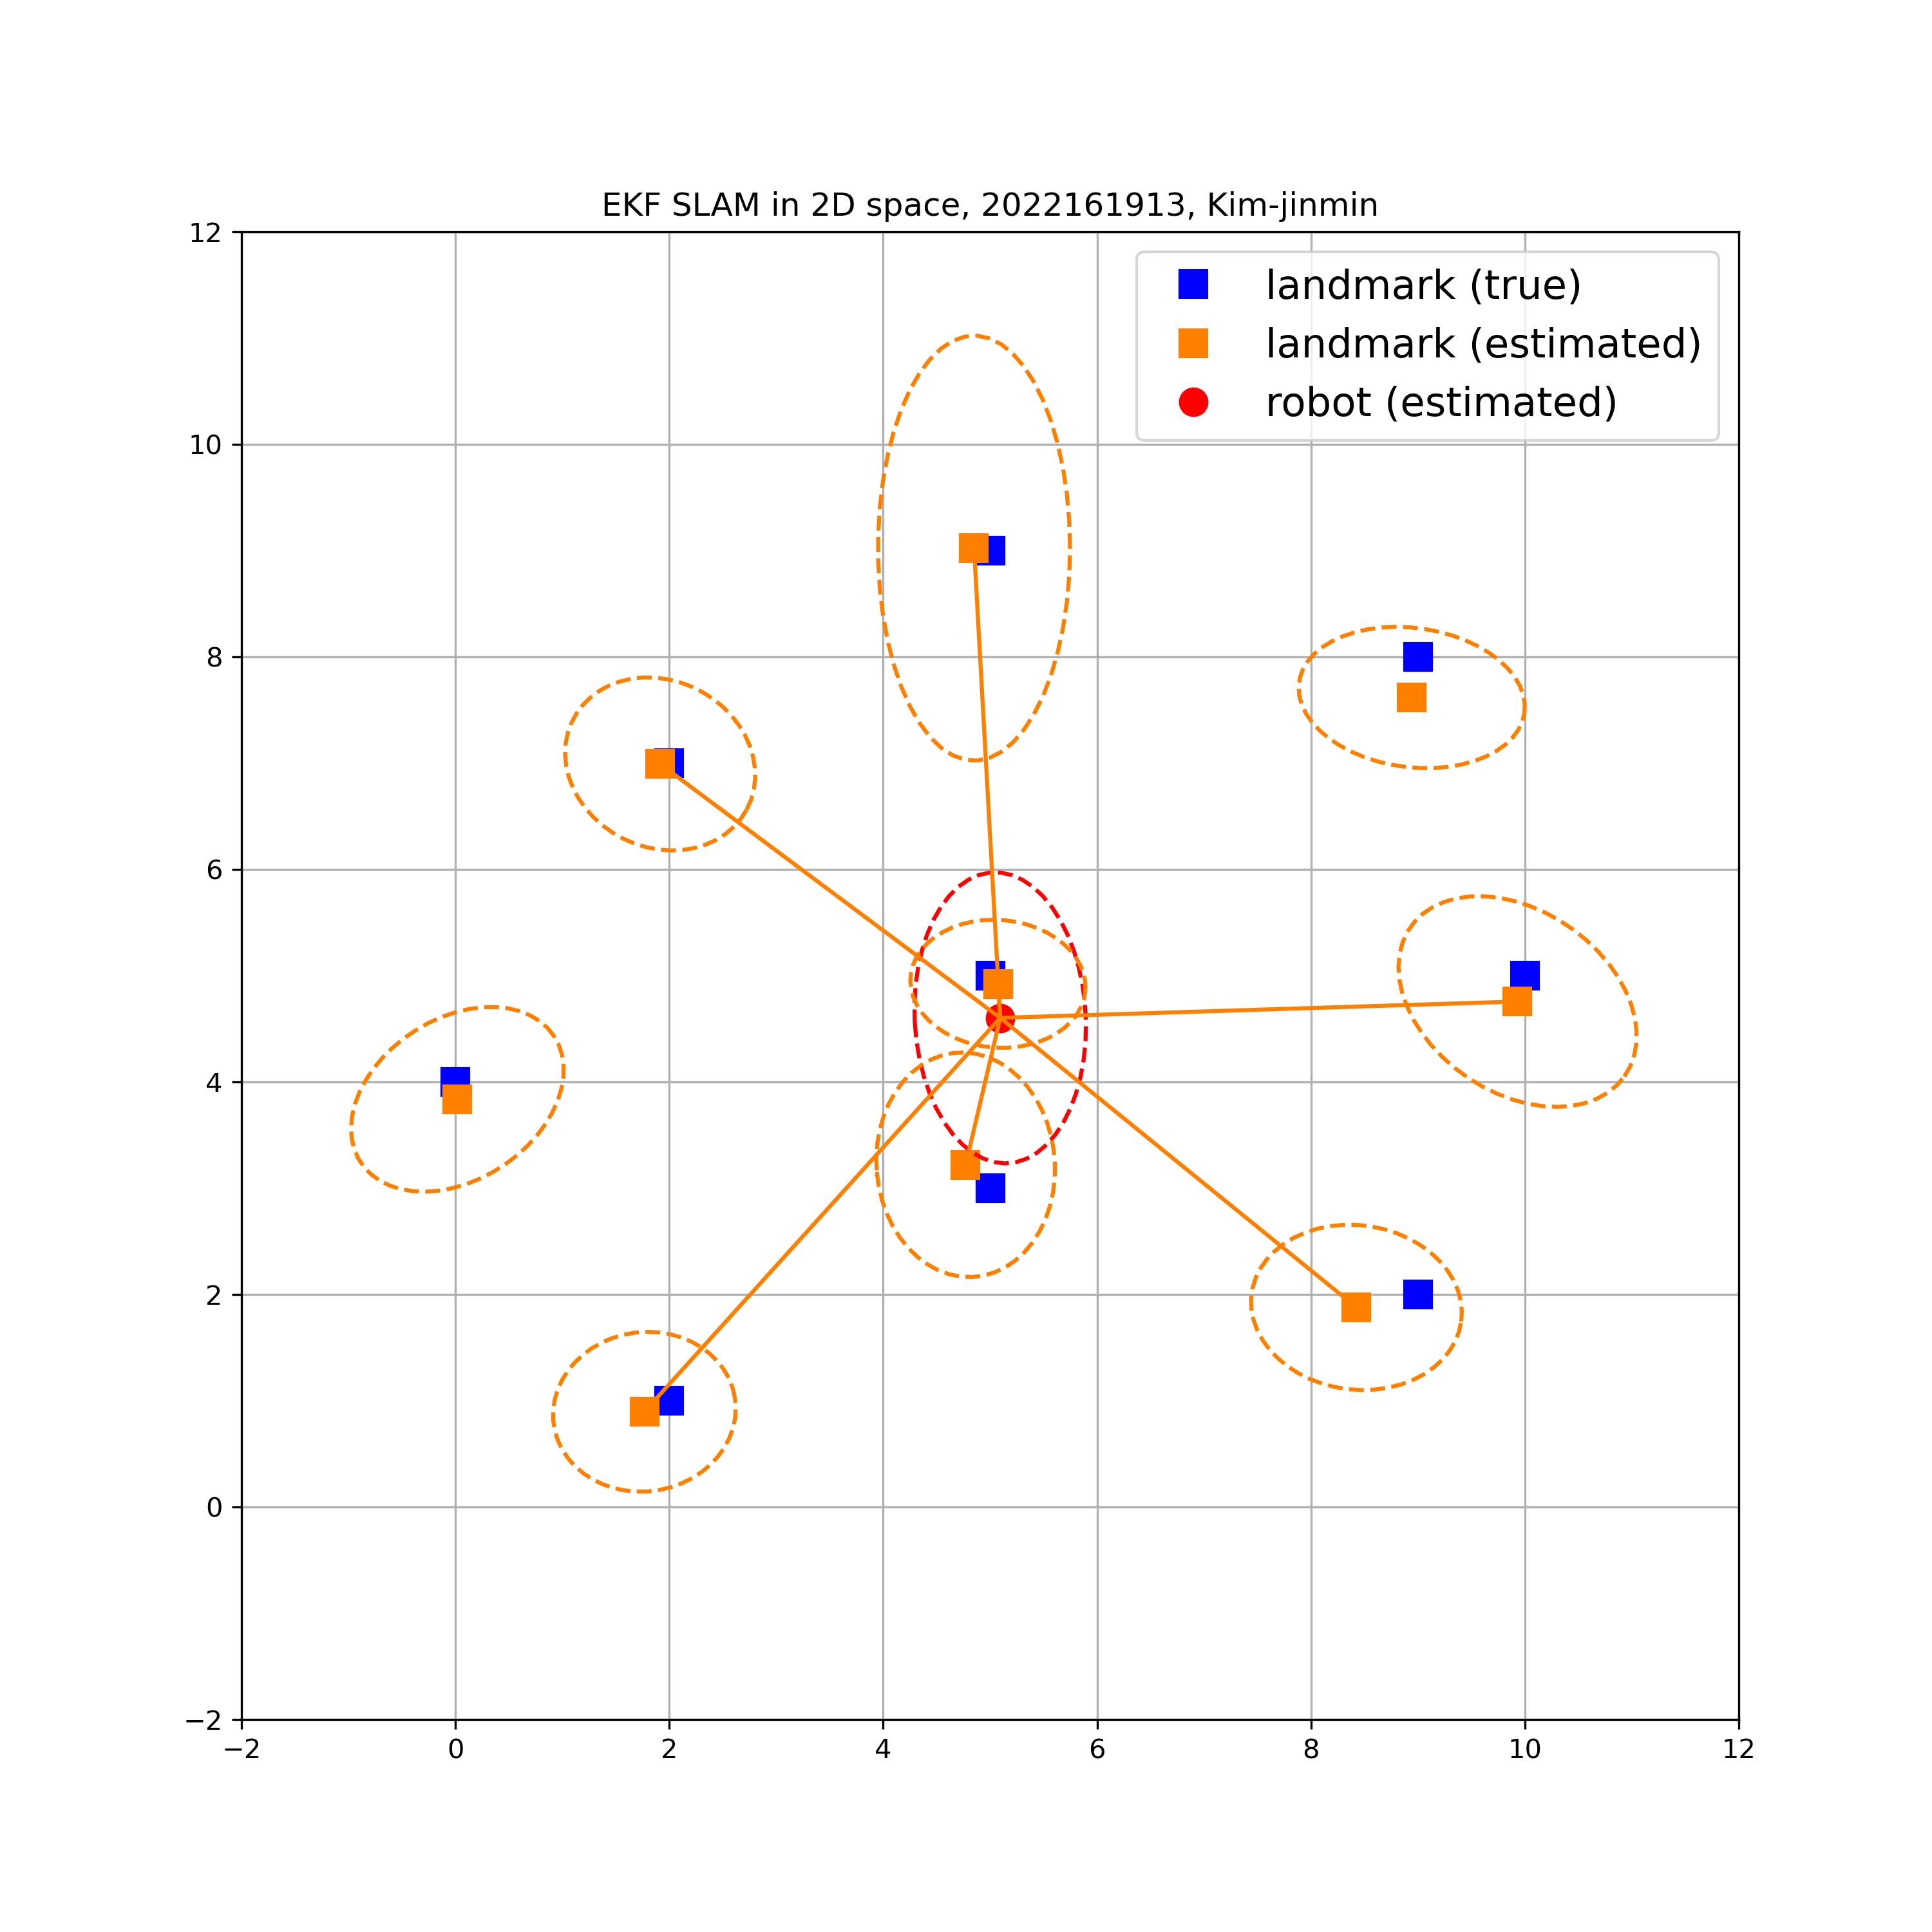 EKF SLAM in 2D space, 2022161913, Kim-jinmin
landmark (true)
landmark (estimated)
robot (estimated)
12
10
8
6
4
2
0
−2
−2 0 2 4 6 8 10 12